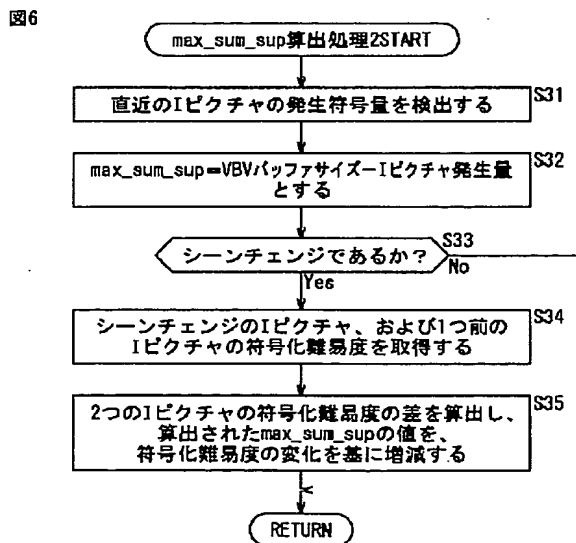 図6
max_sum_sup算出処理2START
S31
直近のIピクチャの発生符号量を検出する
S32
max_sum_sup=VBVバッファサイズーIピクチャ発生量
とする
シーンチェンジであるか?
S33
No
Yes
S34
シーンチェンジのIピクチャ、および1つ前の
Iピクチャの符号化難易度を取得する
S35
2つのIピクチャの符号化難易度の差を算出し、
算出されたmax_sum_supの値を、
符号化難易度の変化を基に増減する
RETURN